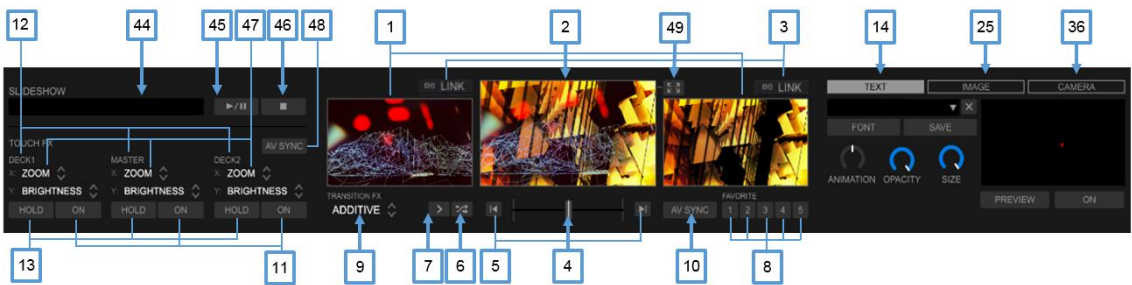 12 44 45 47 46 48 1 2 49 3 14 25 36
SLIDESHOW
LINK LINK
TEXT IMAGE CAMERA
TOUCH FX AV SYNC
FONT SAVE
DECK1 MASTER DECK2
X: ZOOM X: ZOOM X: ZOOM
ANIMATION OPACITY SIZE
Y: BRIGHTNESS Y: BRIGHTNESS Y: BRIGHTNESS
TRANSITION FX FAVORITE
PREVIEW ON
HOLD ON HOLD ON HOLD ON
ADDITIVE AV SYNC 1 2 3 4 5
13 11 9 7 6 5 4 10 8